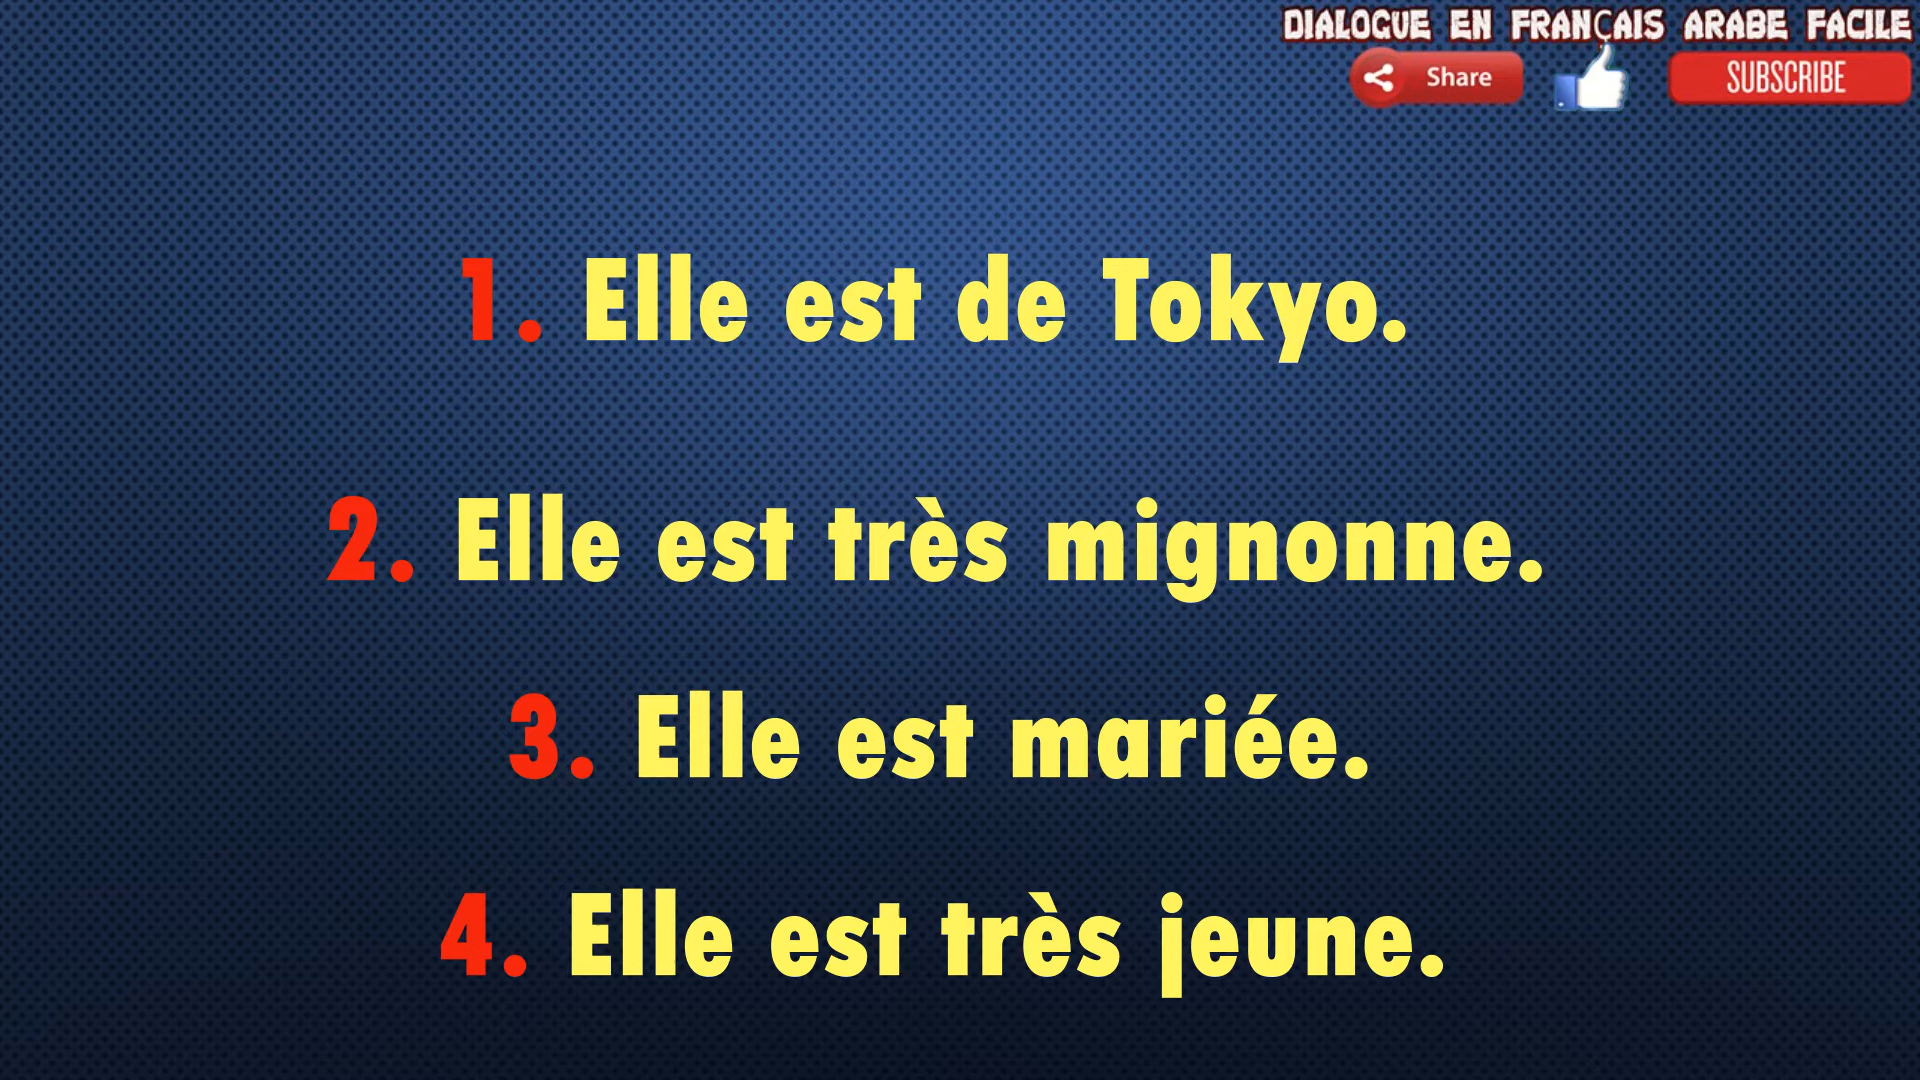 DIALOGUE EN FRANÇAIS ARABE FACILE
Share
SUBSCRIBE
1. Elle est de Tokyo.
2. Elle est très mignonne.
3. Elle est mariée.
4. Elle est très jeune.